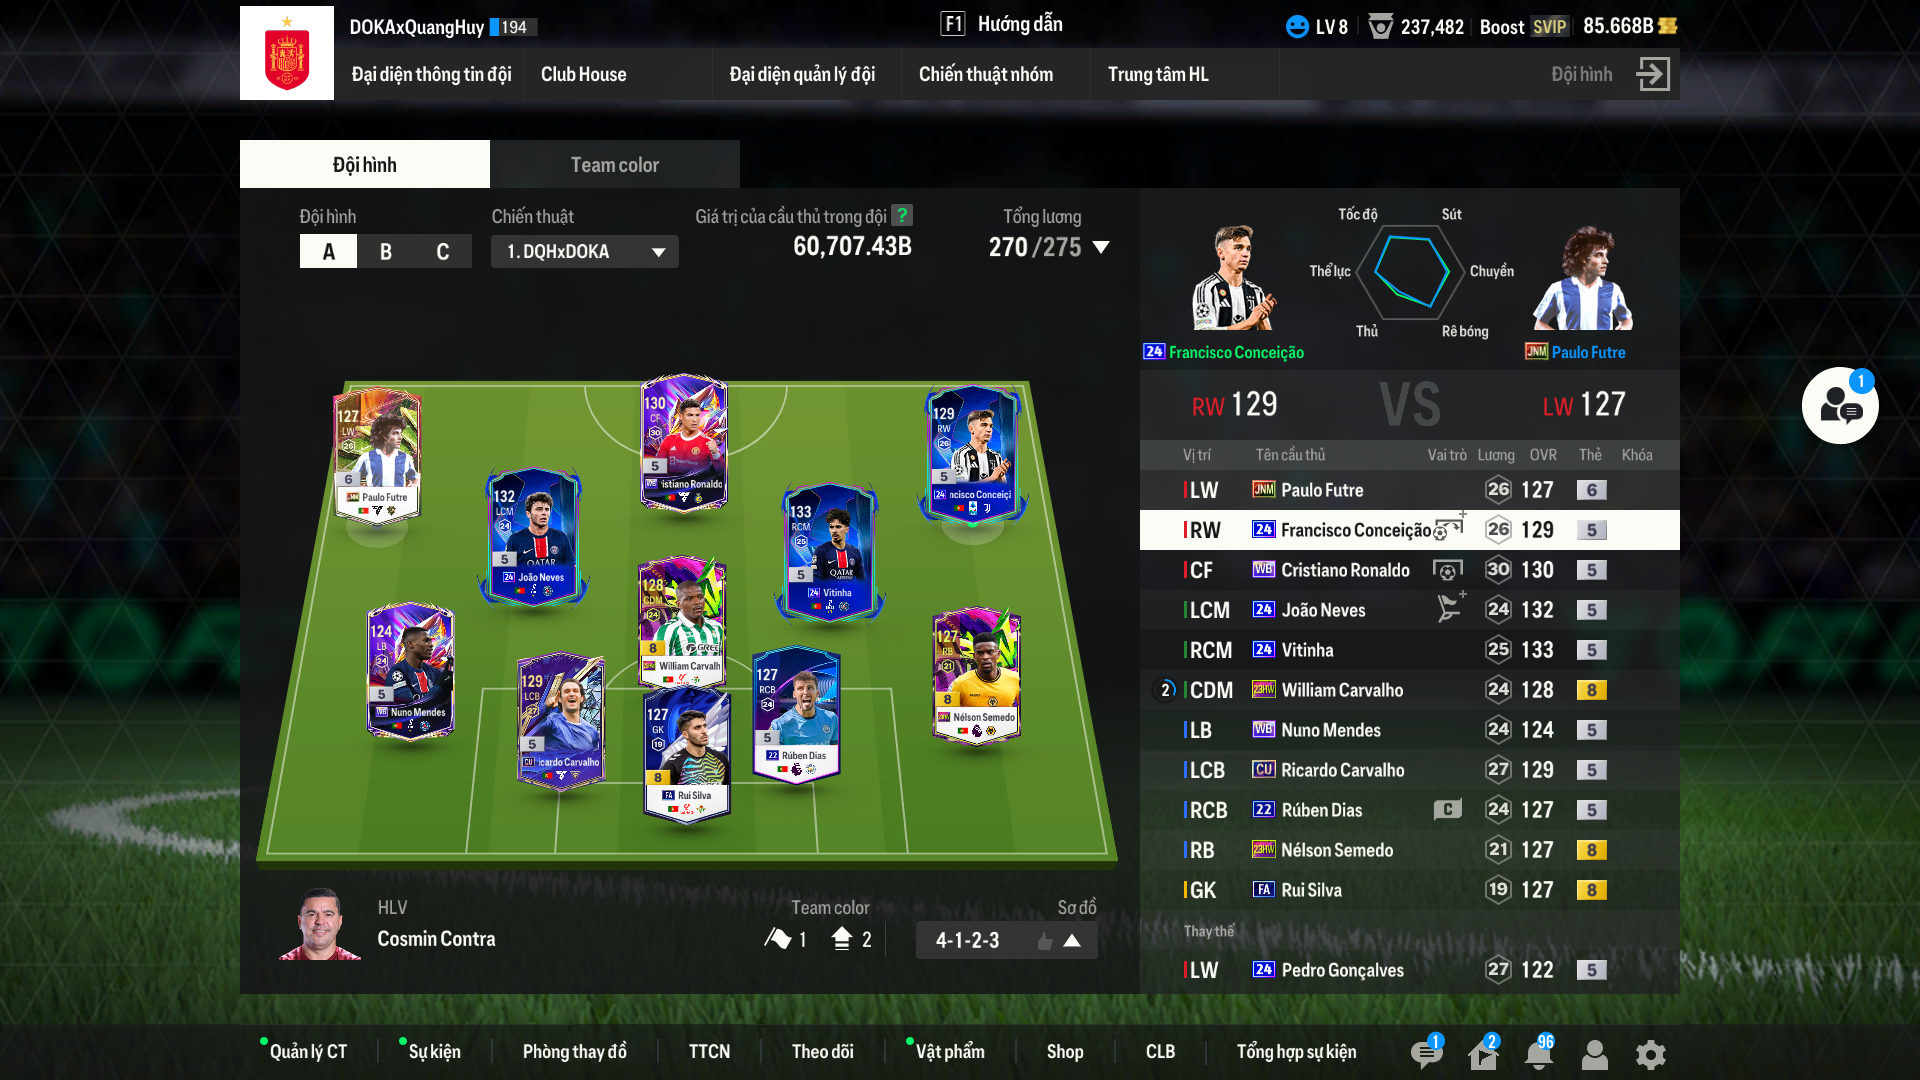 DOKAxQuangHuy 194
F1 Hướng dẫn
LV 8 237,482 Boost SVIP 85.668B
Đại diện thông tin đội Club House Đại diện quản lý đội Chiến thuật nhóm Trung tâm HL Đội hình
Đội hình Team color
Đội hình Chiến thuật Giá trị của cầu thủ trong đội ? Tổng lương
A B C 1. DQHxDOKA 60,707.43B 270 /275
Tốc độ Sút
Thể lực Chuyền
Thủ Rê bóng
24 Francisco Conceição JNM Paulo Futre
RW 129 VS LW 127
Vị trí Tên cầu thủ Vai trò Lương OVR Thẻ Khóa
LW JNM Paulo Futre 26 127 6
RW 24 Francisco Conceição 26 129 5
CF WB Cristiano Ronaldo 30 130 5
LCM 24 João Neves 24 132 5
RCM 24 Vitinha 25 133 5
2 CDM 23HW William Carvalho 24 128 8
LB WB Nuno Mendes 24 124 5
LCB CU Ricardo Carvalho 27 129 5
RCB 22 Rúben Dias C 24 127 5
RB 23HW Nélson Semedo 21 127 8
GK FA Rui Silva 19 127 8
Thay thế
LW 24 Pedro Gonçalves 27 122 5
127 LW 26 6 JNM Paulo Futre
130 CF 30 5 WB istiano Ronaldo
129 RW 26 5 24 ncisco Conceiçã
132 LCM 24 5 QATAR 24 João Neves
133 RCM 25 5 QATAR 24 Vitinha
128 CDM 24 8 23HW William Carvalh
124 LB 24 5 WB Nuno Mendes
129 LCB 27 5 CU icardo Carvalho
127 GK 19 8 FA Rui Silva
127 RCB 24 5 22 Rúben Dias
127 RB 21 8 23HW Nélson Semedo
HLV Team color Sơ đồ
Cosmin Contra 1 2 4-1-2-3
1
Quản lý CT Sự kiện Phòng thay đồ TTCN Theo dõi Vật phẩm Shop CLB Tổng hợp sự kiện 1 2 96